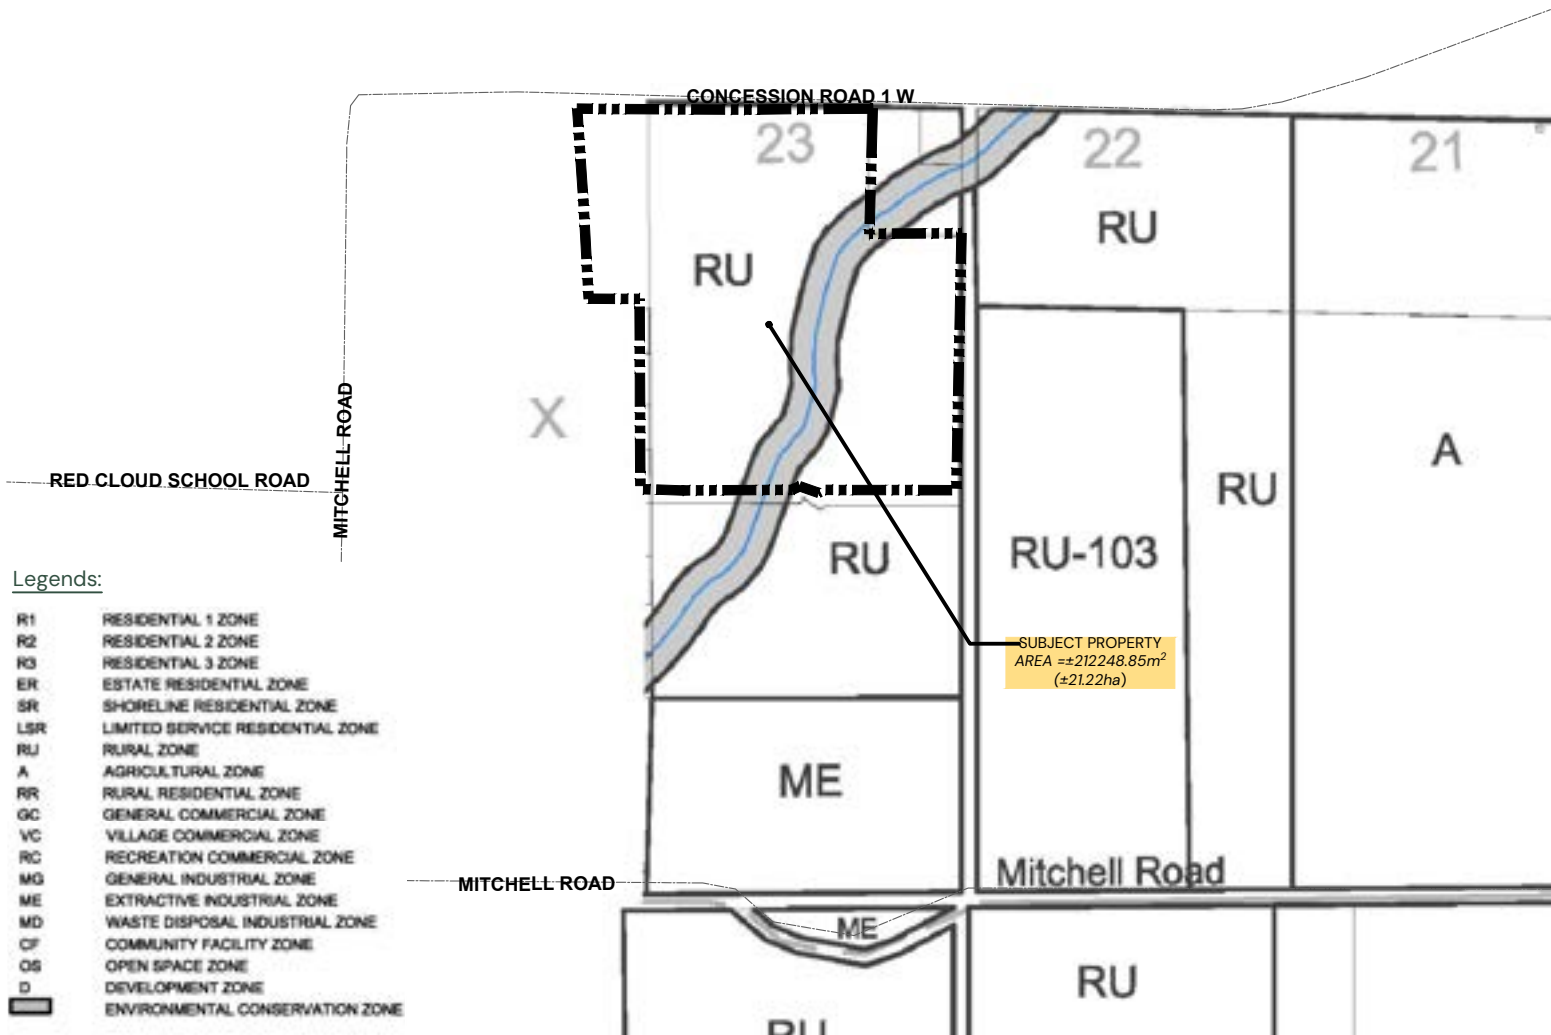 CONCESSION ROAD 1 W
23
22
21
RU
RU
MITCHELL ROAD
X
A
RED CLOUD SCHOOL ROAD
RU
RU-103
RU
SUBJECT PROPERTY
AREA =±212248.85m²
(±21.22ha)
ME
Mitchell Road
MITCHELL ROAD
ME
RU
RU
Legends:
R1 RESIDENTIAL 1 ZONE
R2 RESIDENTIAL 2 ZONE
R3 RESIDENTIAL 3 ZONE
ER ESTATE RESIDENTIAL ZONE
SR SHORELINE RESIDENTIAL ZONE
LSR LIMITED SERVICE RESIDENTIAL ZONE
RU RURAL ZONE
A AGRICULTURAL ZONE
RR RURAL RESIDENTIAL ZONE
GC GENERAL COMMERCIAL ZONE
VC VILLAGE COMMERCIAL ZONE
RC RECREATION COMMERCIAL ZONE
MG GENERAL INDUSTRIAL ZONE
ME EXTRACTIVE INDUSTRIAL ZONE
MD WASTE DISPOSAL INDUSTRIAL ZONE
CF COMMUNITY FACILITY ZONE
OS OPEN SPACE ZONE
D DEVELOPMENT ZONE
ENVIRONMENTAL CONSERVATION ZONE